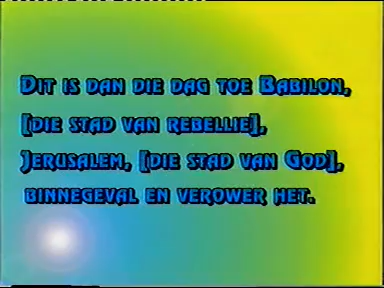 Dit is dan die dag toe Babilon,
[die stad van rebellie],
Jerusalem, [die stad van God],
binnegeval en verower het.